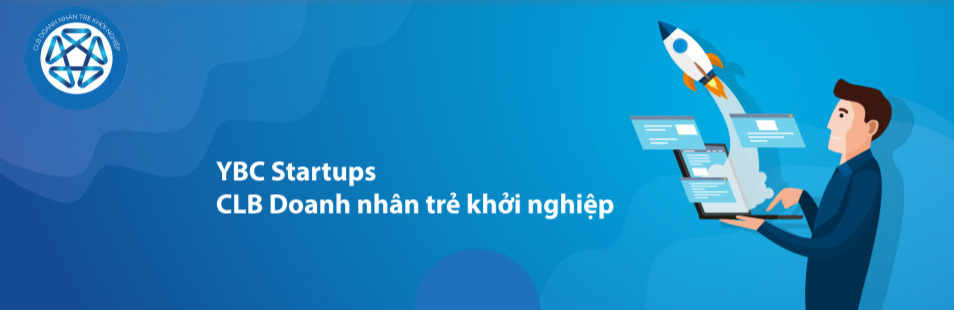 CLB DOANH NHÂN TRẺ KHỞI NGHIỆP
YBC Startups
CLB Doanh nhân trẻ khởi nghiệp